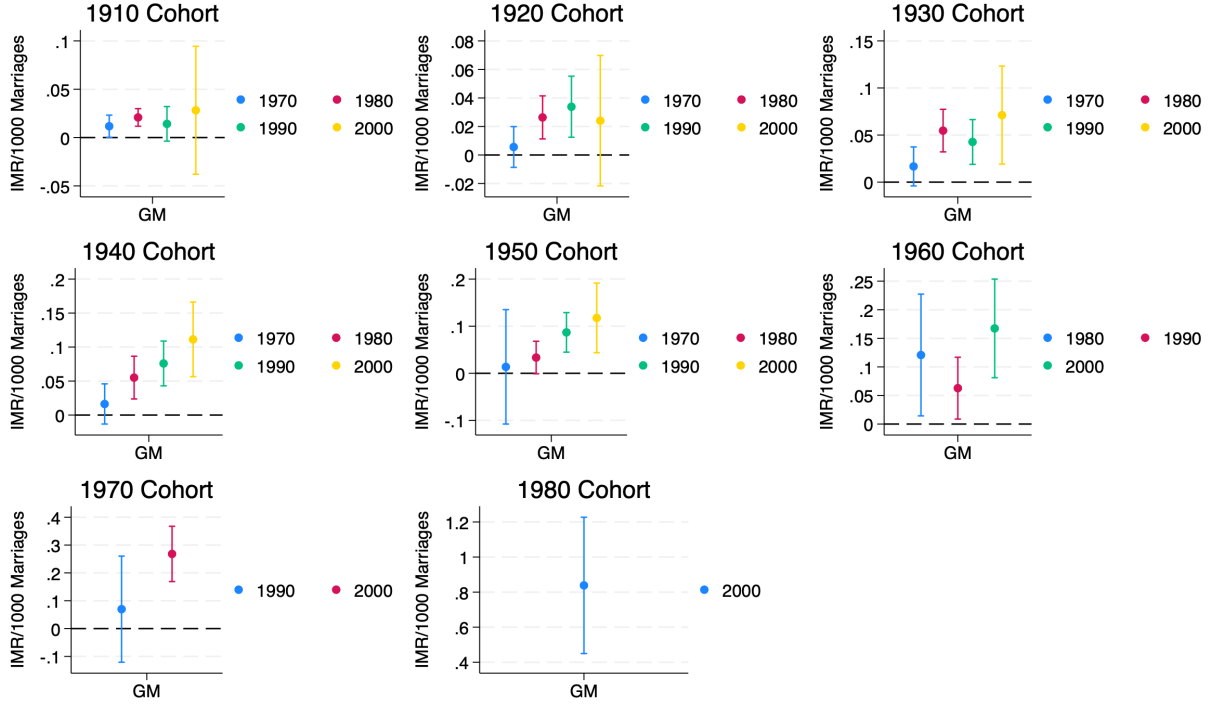 1910 Cohort
IMR/1000 Marriages
.1
.05
0
-.05
GM
1970
1980
1990
2000
1920 Cohort
IMR/1000 Marriages
.08
.06
.04
.02
0
-.02
GM
1970
1980
1990
2000
1930 Cohort
IMR/1000 Marriages
.15
.1
.05
0
GM
1970
1980
1990
2000
1940 Cohort
IMR/1000 Marriages
.2
.15
.1
.05
0
GM
1970
1980
1990
2000
1950 Cohort
IMR/1000 Marriages
.2
.1
0
-.1
GM
1970
1980
1990
2000
1960 Cohort
IMR/1000 Marriages
.25
.2
.15
.1
.05
0
GM
1980
1990
2000
1970 Cohort
IMR/1000 Marriages
.4
.3
.2
.1
0
-.1
GM
1990
2000
1980 Cohort
IMR/1000 Marriages
1.2
1
.8
.6
.4
GM
2000